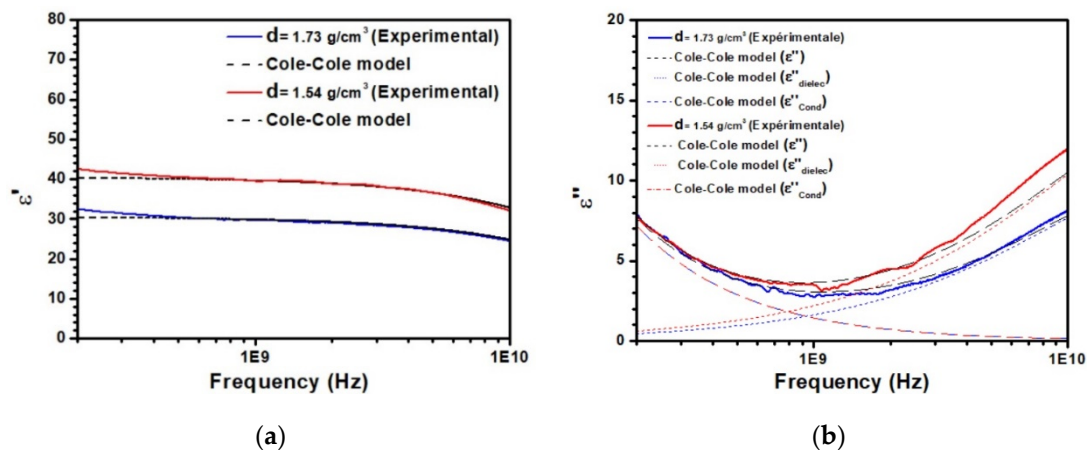 80
70
60
50
40
30
20
10
0
ε'
d= 1.73 g/cm³ (Experimental)
Cole-Cole model
d= 1.54 g/cm³ (Experimental)
Cole-Cole model
1E9
1E10
Frequency (Hz)
(a)
20
15
10
5
0
ε"
d= 1.73 g/cm³ (Expérimentale)
Cole-Cole model (ε")
Cole-Cole model (ε"dielec)
Cole-Cole model (ε"Cond)
d= 1.54 g/cm³ (Expérimentale)
Cole-Cole model (ε")
Cole-Cole model (ε"dielec)
Cole-Cole model (ε"Cond)
1E9
1E10
Frequency (Hz)
(b)